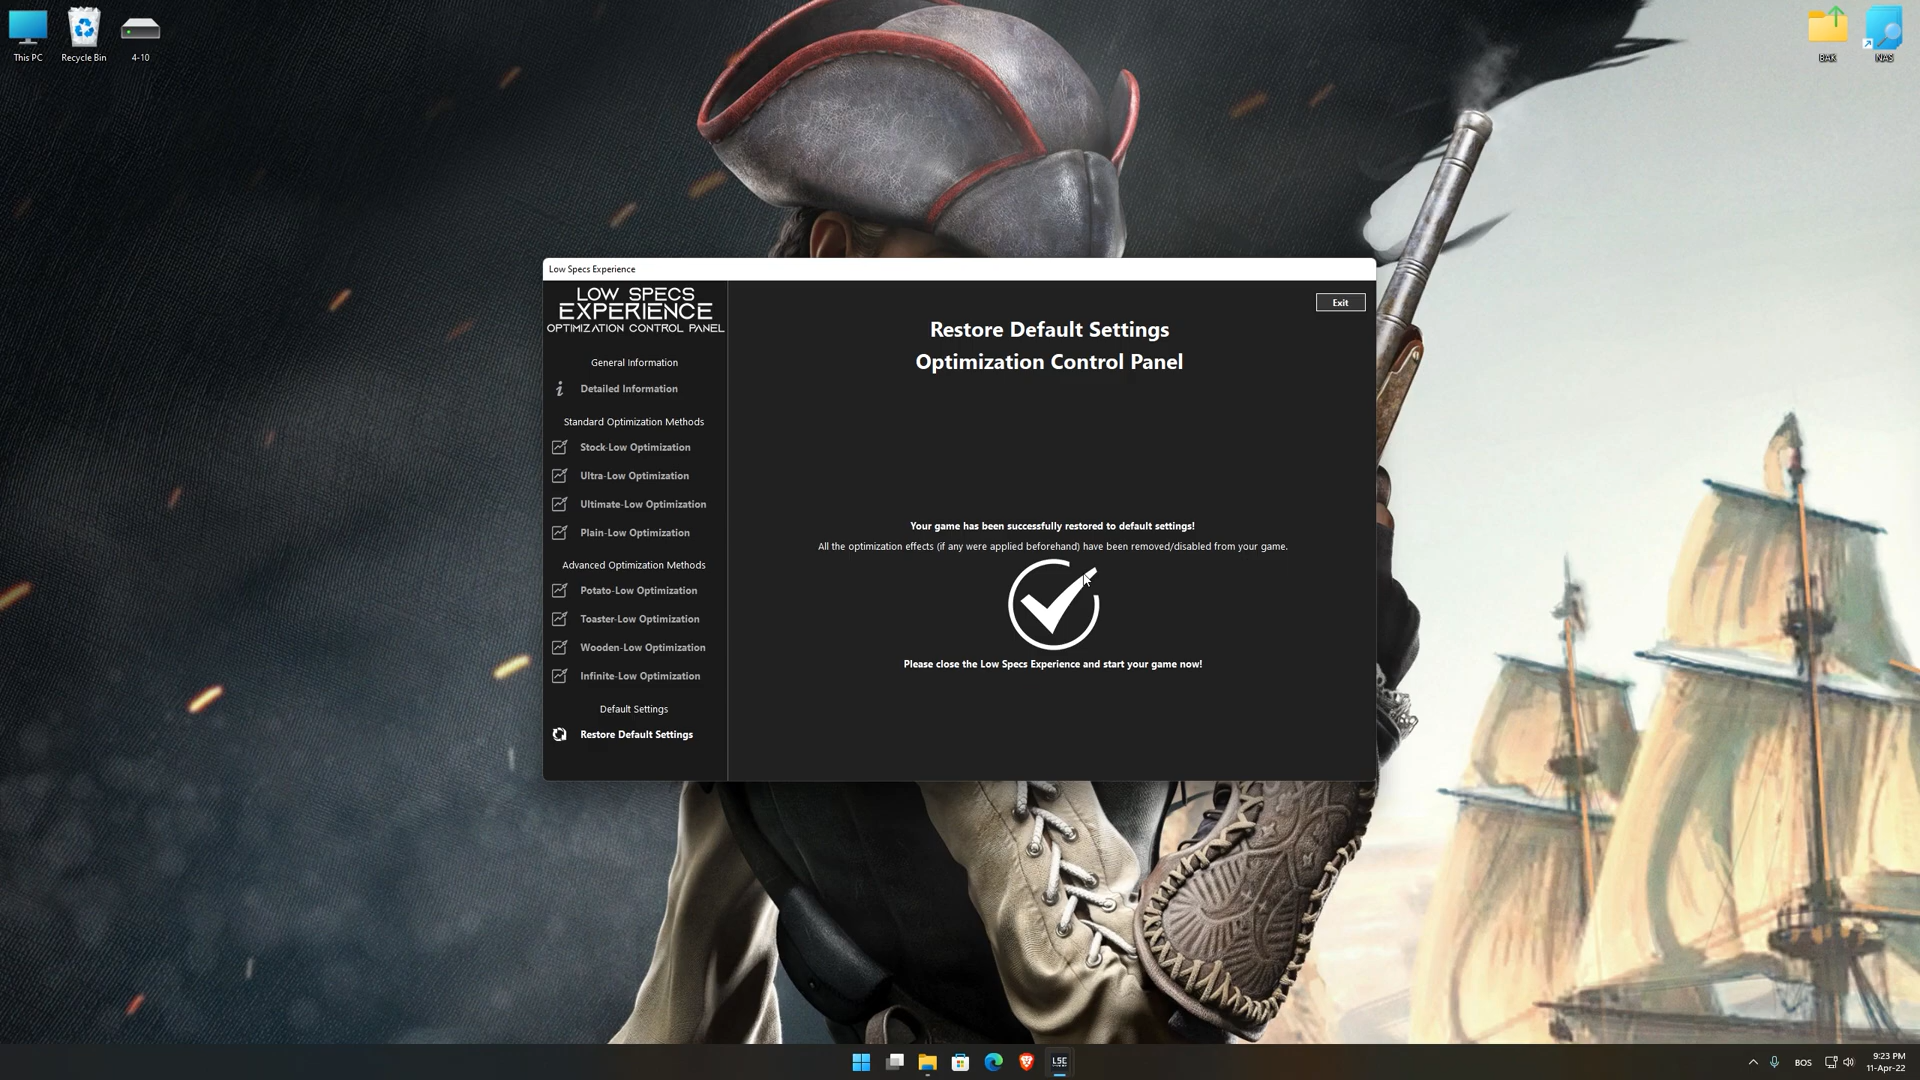 This PC
Recycle Bin
4-10
BAK
NAS
Low Specs Experience
LOW SPECS
EXPERIENCE
OPTIMIZATION CONTROL PANEL
General Information
Detailed Information
Standard Optimization Methods
Stock-Low Optimization
Ultra-Low Optimization
Ultimate-Low Optimization
Plain-Low Optimization
Advanced Optimization Methods
Potato-Low Optimization
Toaster-Low Optimization
Wooden-Low Optimization
Infinite-Low Optimization
Default Settings
Restore Default Settings
Exit
Restore Default Settings
Optimization Control Panel
Your game has been successfully restored to default settings!
All the optimization effects (if any were applied beforehand) have been removed/disabled from your game.
Please close the Low Specs Experience and start your game now!
LSE
BOS
9:23 PM
11-Apr-22